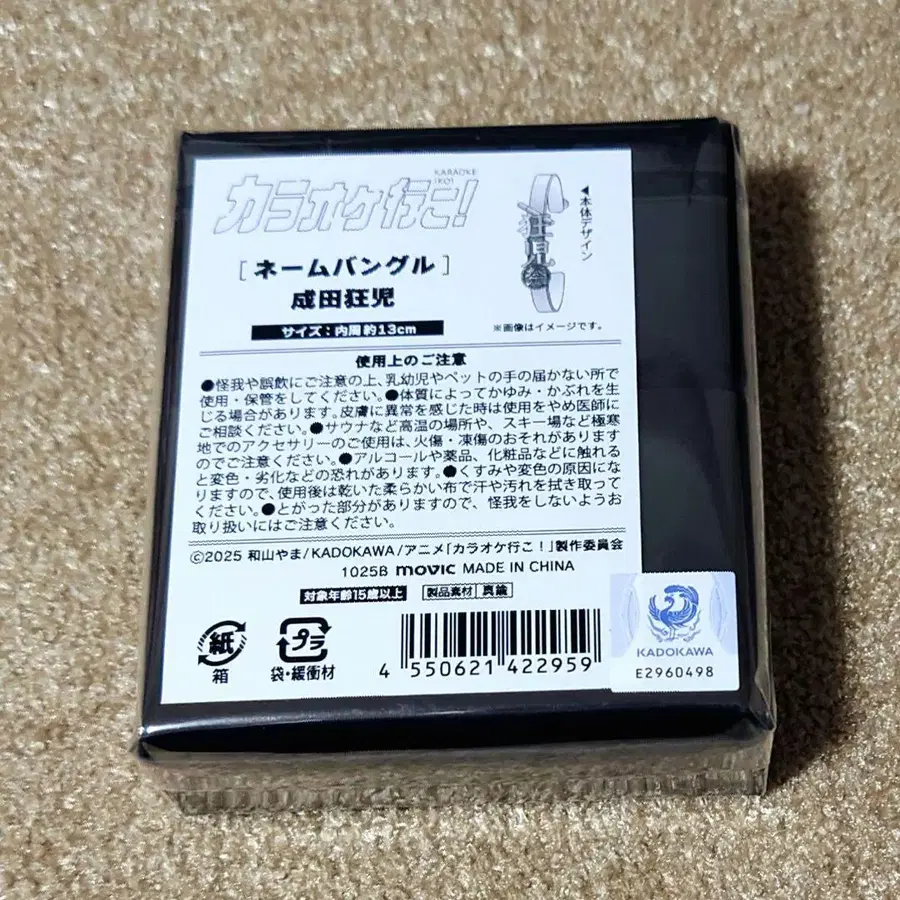 カラオケ行こ!
KARAOKE
IKO!
[ネームバングル]
成田狂児
サイズ：内周約13cm
◀本体デザイン
狂児
※画像はイメージです。
使用上のご注意
●怪我や誤飲にご注意の上、乳幼児やペットの手の届かない所で
使用・保管をしてください。●体質によってかゆみ・かぶれを生
じる場合があります。皮膚に異常を感じた時は使用をやめ医師に
ご相談ください。●サウナなど高温の場所や、スキー場など極寒
地でのアクセサリーのご使用は、火傷・凍傷のおそれがあります
のでご注意ください。●アルコールや薬品、化粧品などに触れる
と変色・劣化などの恐れがあります。●くすみや変色の原因にな
りますので、使用後は乾いた柔らかい布で汗や汚れを拭き取って
ください。●とがった部分がありますので、怪我をしないようお
取り扱いにはご注意ください。
©2025 和山やま/KADOKAWA/アニメ「カラオケ行こ！」製作委員会
1025B movic MADE IN CHINA
対象年齢15歳以上
製品素材 真鍮
紙
箱
プラ
袋・緩衝材
4 550621 422959
KADOKAWA
E2960498